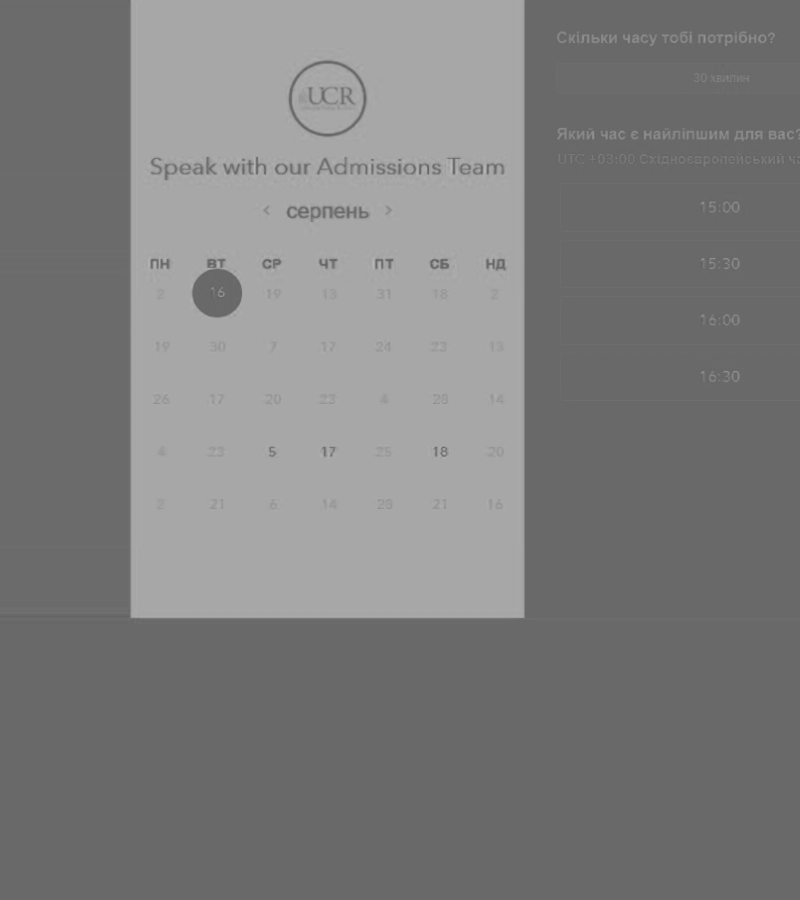 UCR
Speak with our Admissions Team
< серпень >
ПН ВТ СР ЧТ ПТ СБ НД
2 16 19 13 31 18 2
19 30 7 17 24 23 13
26 17 20 22 4 28 14
4 23 5 17 25 18 20
2 21 6 14 28 21 16
Скільки часу тобі потрібно?
30 хвилин
Який час є найліпшим для вас?
UTC +03:00 Східноєвропейський
15:00
15:30
16:00
16:30